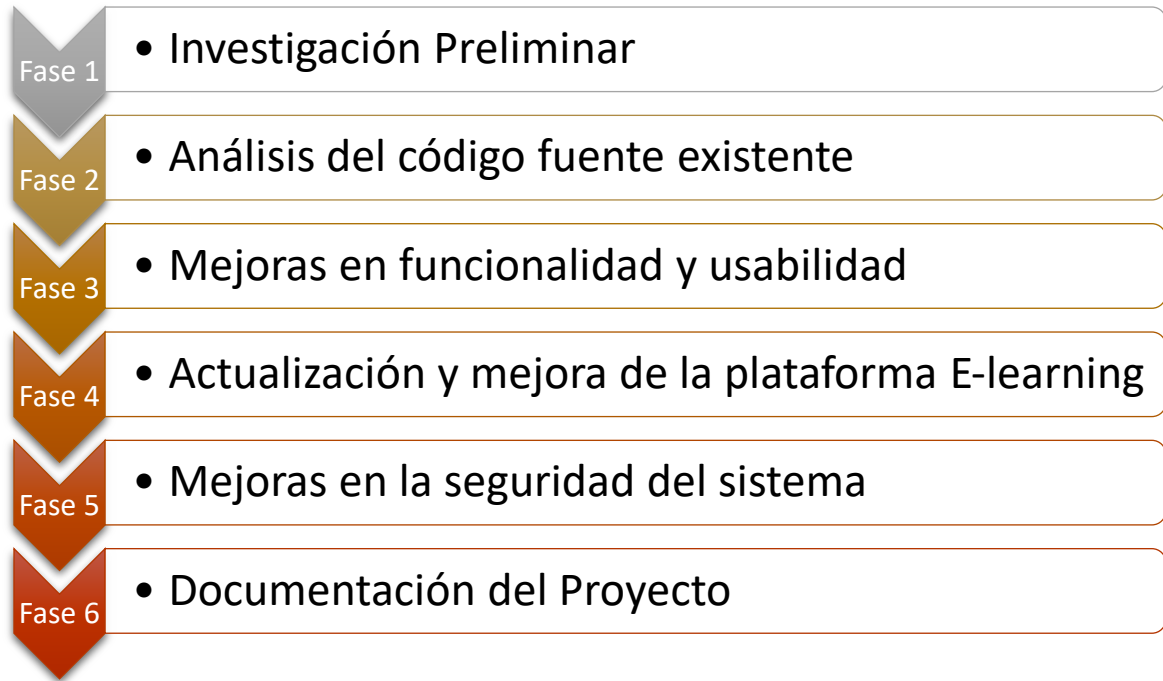 Fase 1
• Investigación Preliminar
Fase 2
• Análisis del código fuente existente
Fase 3
• Mejoras en funcionalidad y usabilidad
Fase 4
• Actualización y mejora de la plataforma E-learning
Fase 5
• Mejoras en la seguridad del sistema
Fase 6
• Documentación del Proyecto